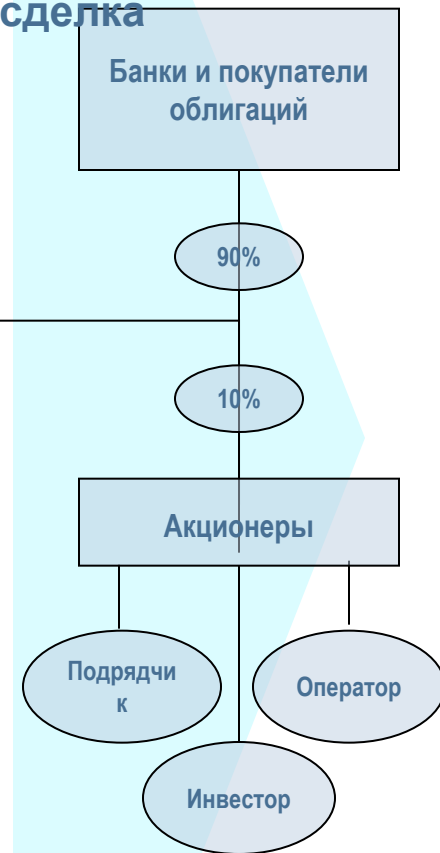 сделка
Банки и покупатели
облигаций
90%
10%
Акционеры
Подрядчи
к
Оператор
Инвестор